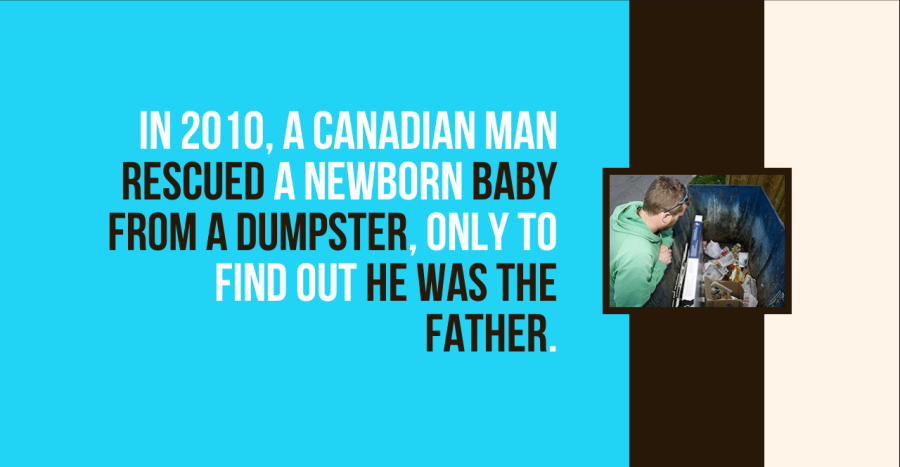 IN 2010, A CANADIAN MAN
RESCUED A NEWBORN BABY
FROM A DUMPSTER, ONLY TO
FIND OUT HE WAS THE
FATHER.